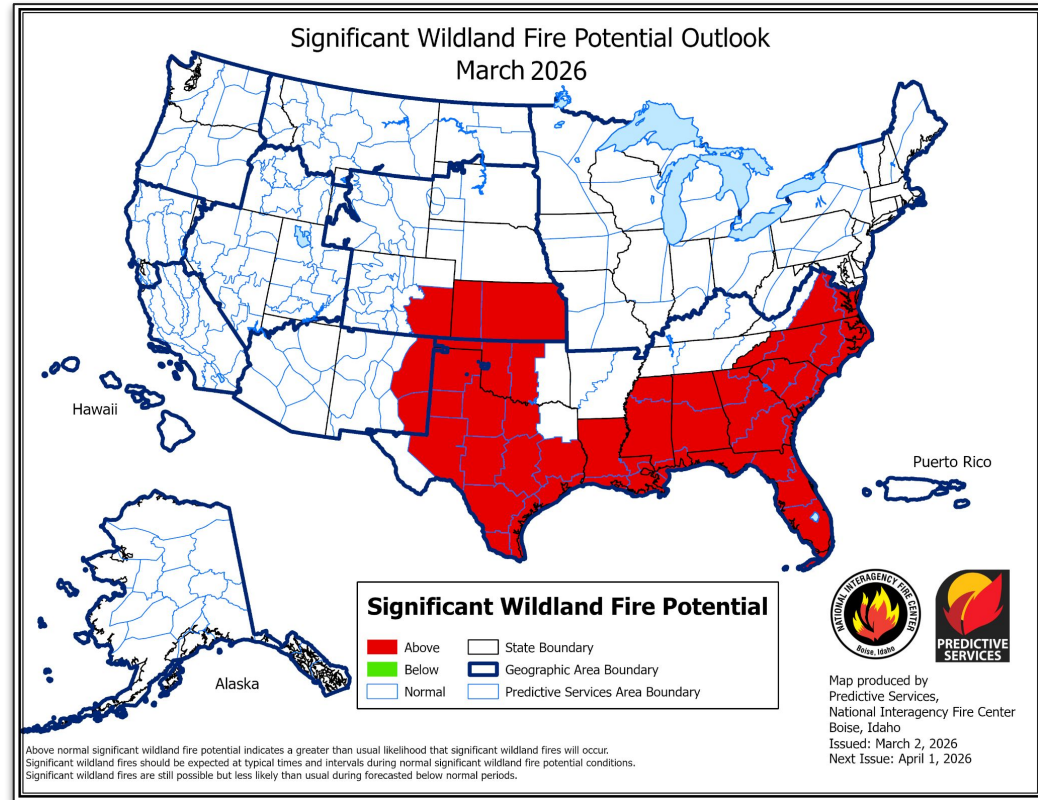 Significant Wildland Fire Potential Outlook
March 2026
Hawaii
Puerto Rico
Alaska
Significant Wildland Fire Potential
Above
State Boundary
Below
Geographic Area Boundary
Normal
Predictive Services Area Boundary
NATIONAL INTERAGENCY FIRE CENTER
Boise, Idaho
PREDICTIVE
SERVICES
Map produced by
Predictive Services,
National Interagency Fire Center
Boise, Idaho
Issued: March 2, 2026
Next Issue: April 1, 2026
Above normal significant wildland fire potential indicates a greater than usual likelihood that significant wildland fires will occur.
Significant wildland fires should be expected at typical times and intervals during normal significant wildland fire potential conditions.
Significant wildland fires are still possible but less likely than usual during forecasted below normal periods.